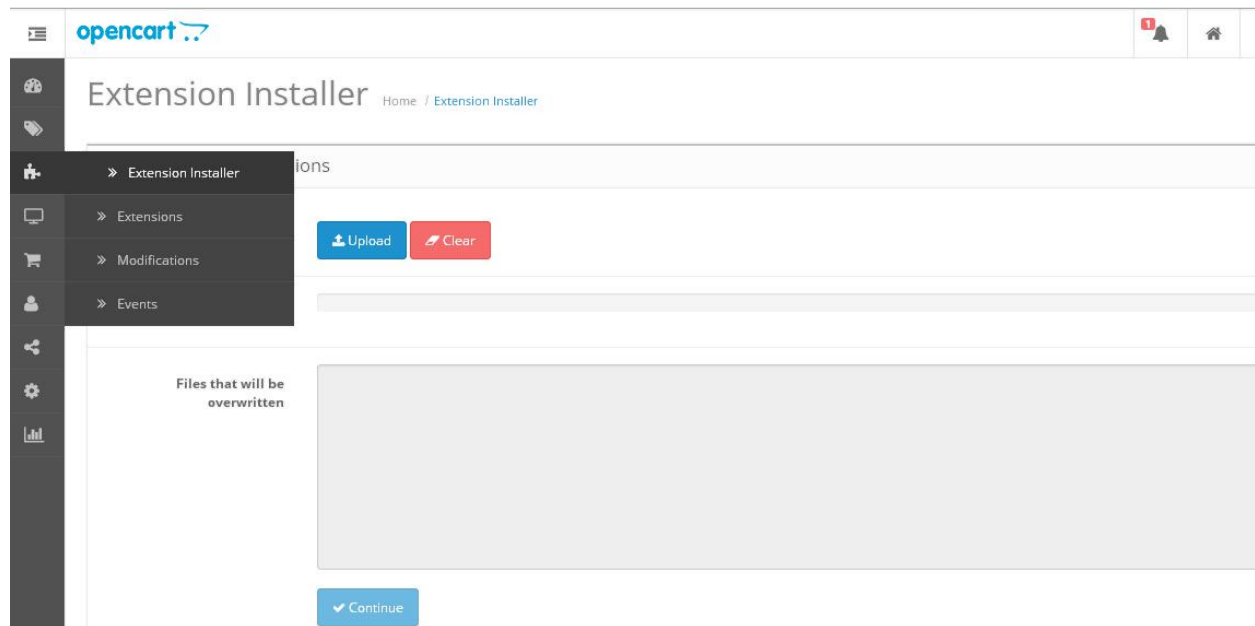 opencart
1
Extension Installer
Home / Extension Installer
ions
» Extension Installer
» Extensions
» Modifications
» Events
Upload
Clear
Files that will be
overwritten
Continue